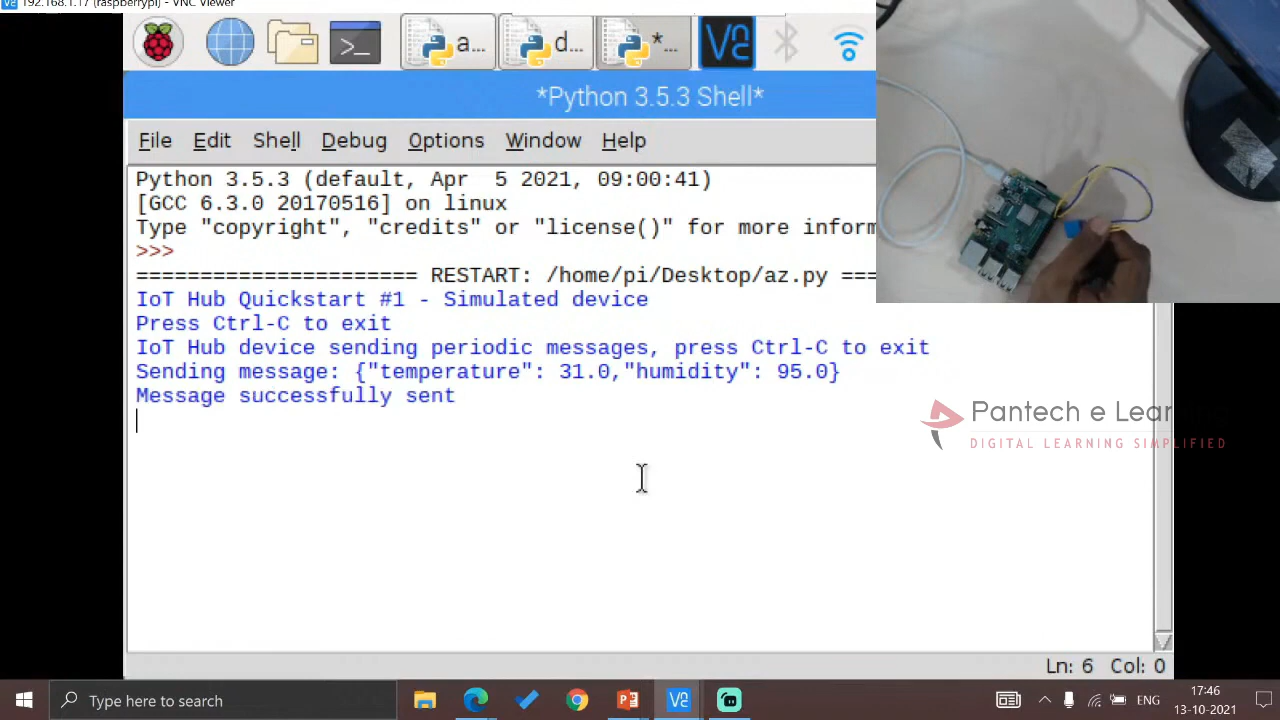 192.168.1.17 (raspberrypi) - VNC Viewer
a... d... *...
*Python 3.5.3 Shell*
File Edit Shell Debug Options Window Help
Python 3.5.3 (default, Apr  5 2021, 09:00:41)
[GCC 6.3.0 20170516] on linux
Type "copyright", "credits" or "license()" for more inform
>>>
====================== RESTART: /home/pi/Desktop/az.py ===
IoT Hub Quickstart #1 - Simulated device
Press Ctrl-C to exit
IoT Hub device sending periodic messages, press Ctrl-C to exit
Sending message: {"temperature": 31.0,"humidity": 95.0}
Message successfully sent
Pantech e Learning
DIGITAL LEARNING SIMPLIFIED
Ln: 6 Col: 0
Type here to search
ENG
17:46
13-10-2021